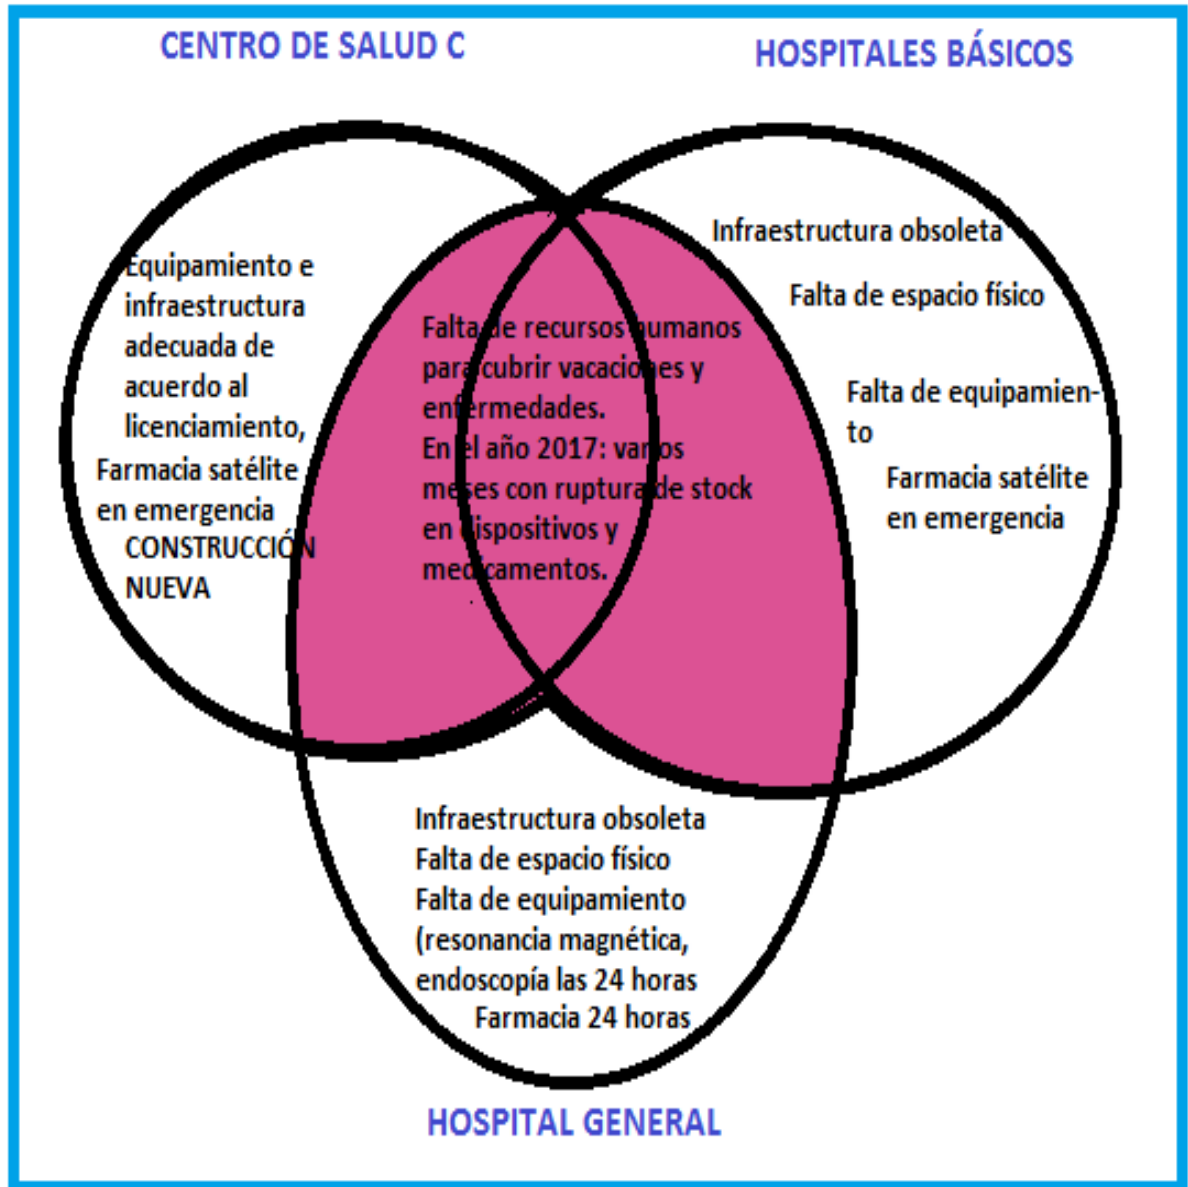 CENTRO DE SALUD C
HOSPITALES BÁSICOS
Equipamiento e
infraestructura
adecuada de
acuerdo al
licenciamiento,
Farmacia satélite
en emergencia
CONSTRUCCIÓN
NUEVA
Falta de recursos humanos
para cubrir vacaciones y
enfermedades.
En el año 2017: varios
meses con ruptura de stock
en dispositivos y
medicamentos.
Infraestructura obsoleta
Falta de espacio físico
Falta de equipamien-
to
Farmacia satélite
en emergencia
Infraestructura obsoleta
Falta de espacio físico
Falta de equipamiento
(resonancia magnética,
endoscopía las 24 horas
Farmacia 24 horas
HOSPITAL GENERAL